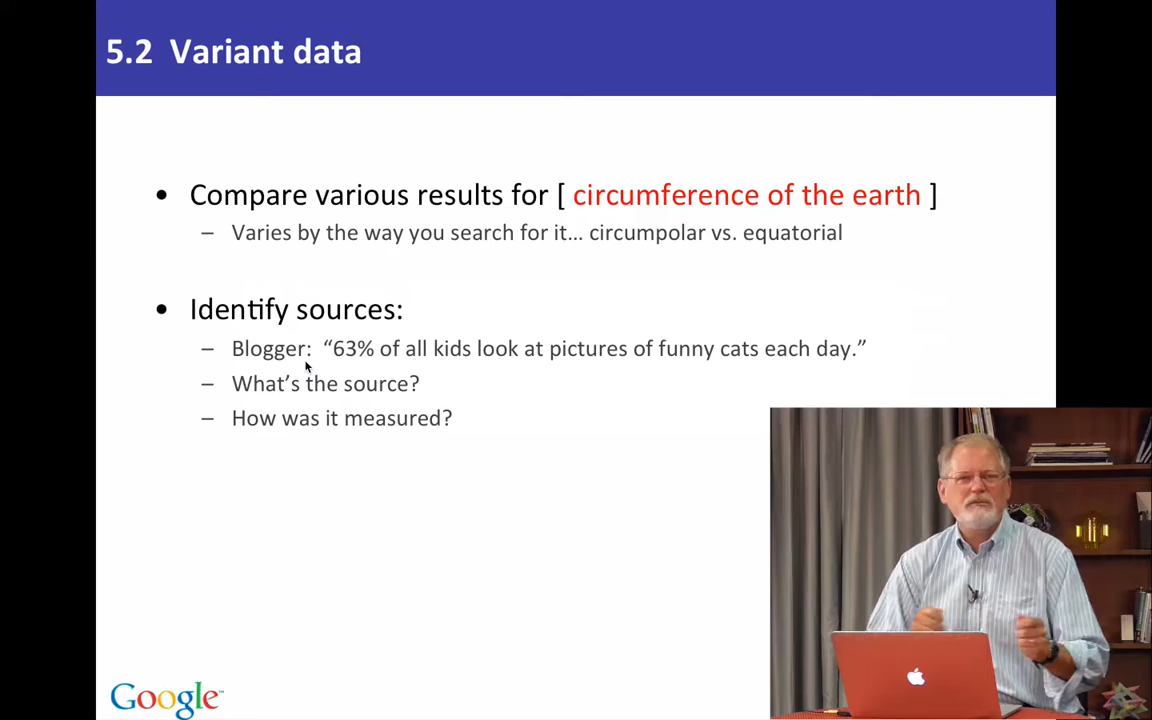 5.2 Variant data
• Compare various results for [ circumference of the earth ]
– Varies by the way you search for it… circumpolar vs. equatorial
• Identify sources:
– Blogger: “63% of all kids look at pictures of funny cats each day.”
– What’s the source?
– How was it measured?
Google™